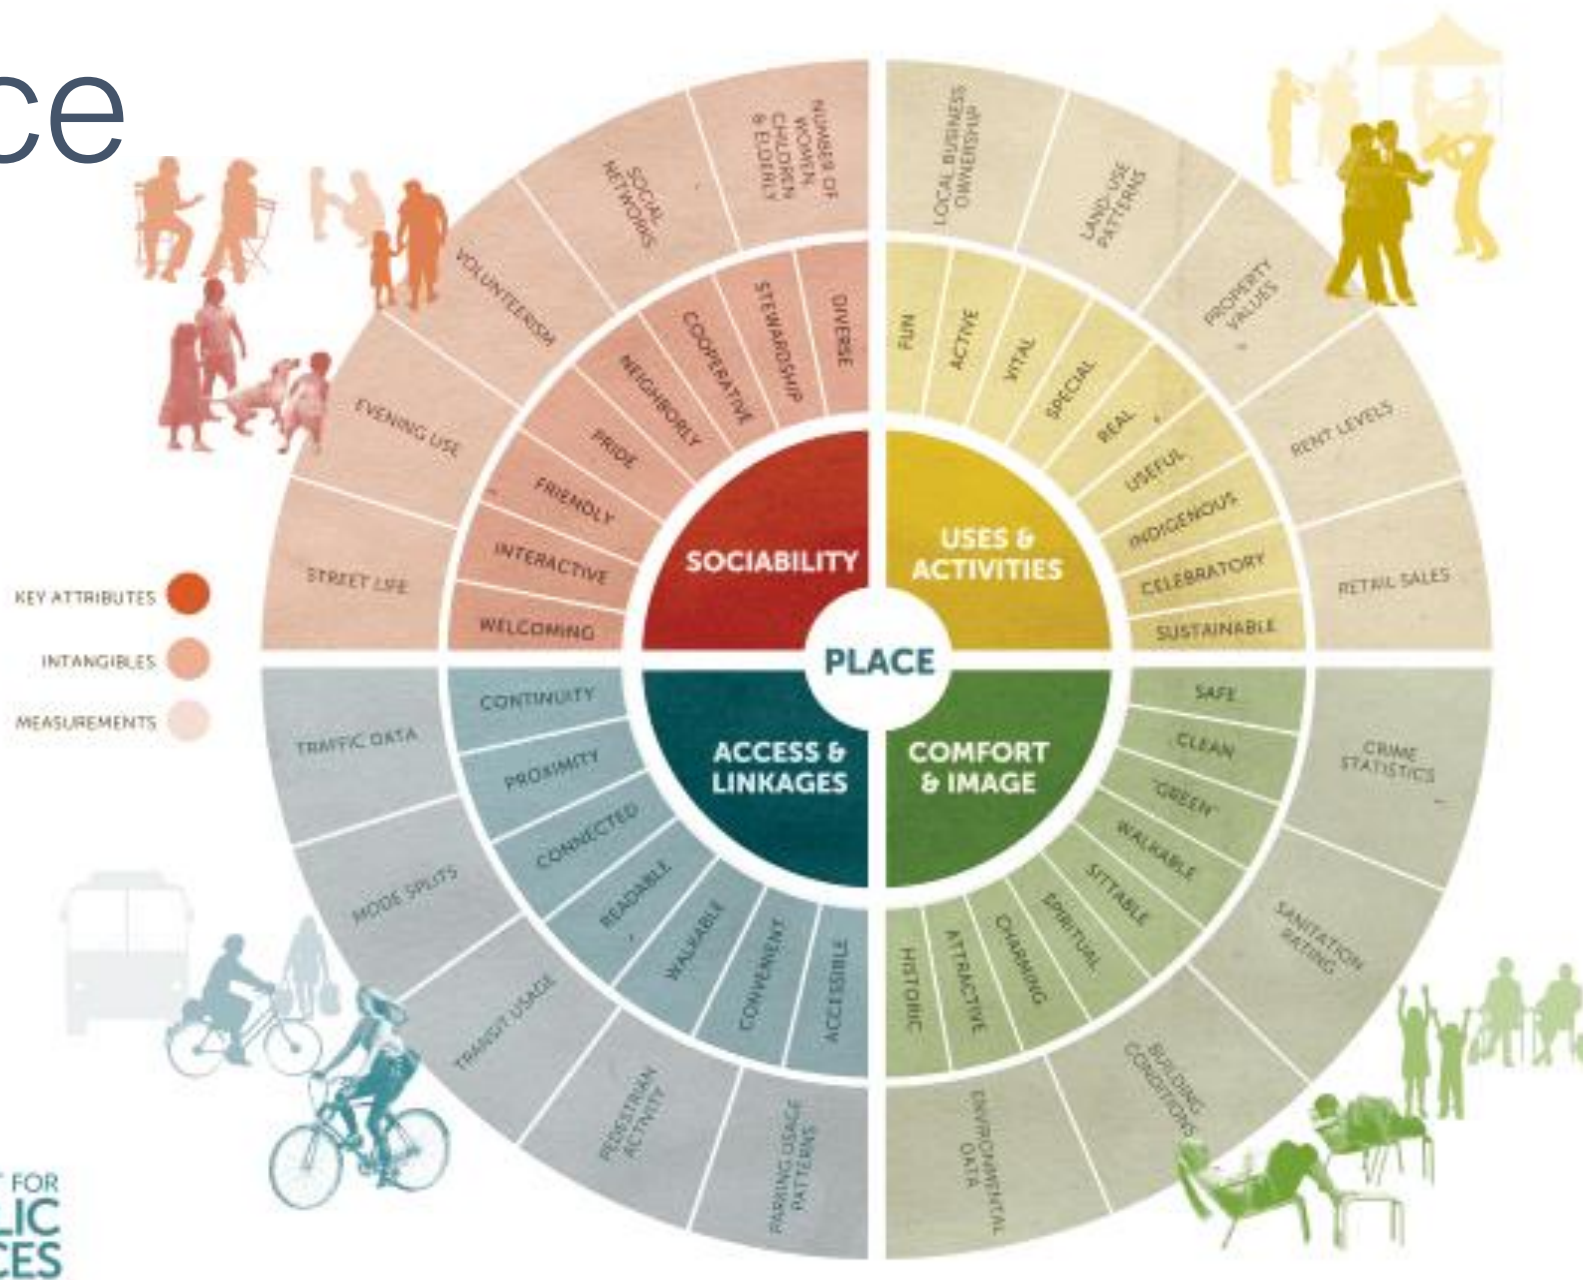 ce
NUMBER OF
WOMEN,
CHILDREN
& ELDERLY
SOCIAL
NETWORKS
VOLUNTEERISM
EVENING USE
STREET LIFE
LOCAL BUSINESS
OWNERSHIP
LAND-USE
PATTERNS
PROPERTY
VALUES
RENT LEVELS
RETAIL SALES
DIVERSE
STEWARDSHIP
COOPERATIVE
NEIGHBORLY
PRIDE
FRIENDLY
INTERACTIVE
WELCOMING
FUN
ACTIVE
VITAL
SPECIAL
REAL
USEFUL
INDIGENOUS
CELEBRATORY
SUSTAINABLE
SOCIABILITY
USES &
ACTIVITIES
PLACE
ACCESS &
LINKAGES
COMFORT
& IMAGE
KEY ATTRIBUTES
INTANGIBLES
MEASUREMENTS
CONTINUITY
PROXIMITY
CONNECTED
READABLE
WALKABLE
CONVENIENT
ACCESSIBLE
SAFE
CLEAN
"GREEN"
WALKABLE
SITTABLE
SPIRITUAL
CHARMING
ATTRACTIVE
HISTORIC
TRAFFIC DATA
MODE SPLITS
TRANSIT USAGE
PEDESTRIAN
ACTIVITY
PARKING USAGE
PATTERNS
CRIME
STATISTICS
SANITATION
RATING
BUILDING
CONDITIONS
ENVIRONMENTAL
DATA
T FOR
LIC
CES